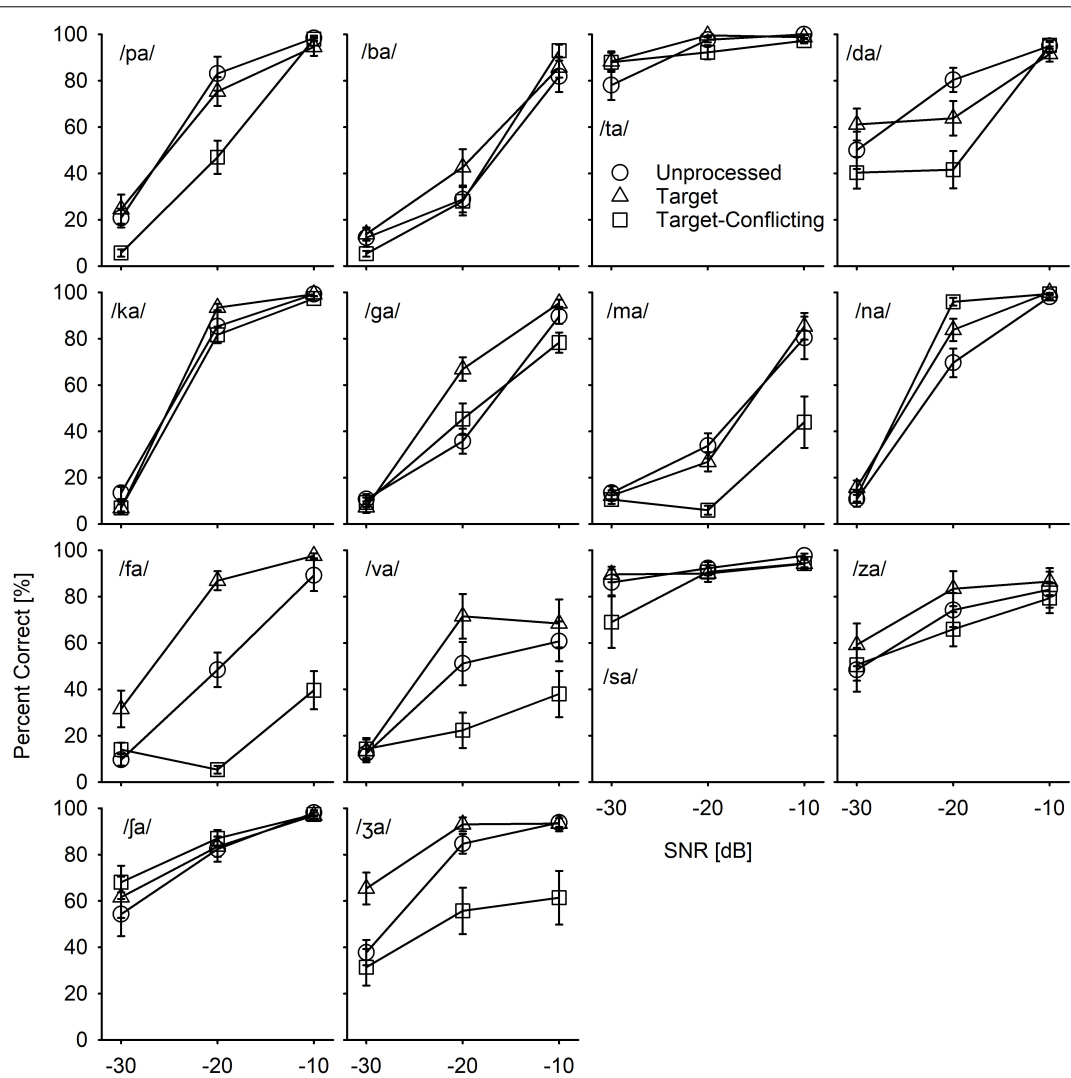 /pa/
/ba/
/ta/
/da/
Unprocessed
Target
Target-Conflicting
100
80
60
40
20
0
/ka/
/ga/
/ma/
/na/
100
80
60
40
20
0
/fa/
/va/
/sa/
/za/
100
80
60
40
20
0
Percent Correct [%]
-30 -20 -10 -30 -20 -10
/ʃa/
/ʒa/
100
80
60
40
20
0
SNR [dB]
-30 -20 -10 -30 -20 -10